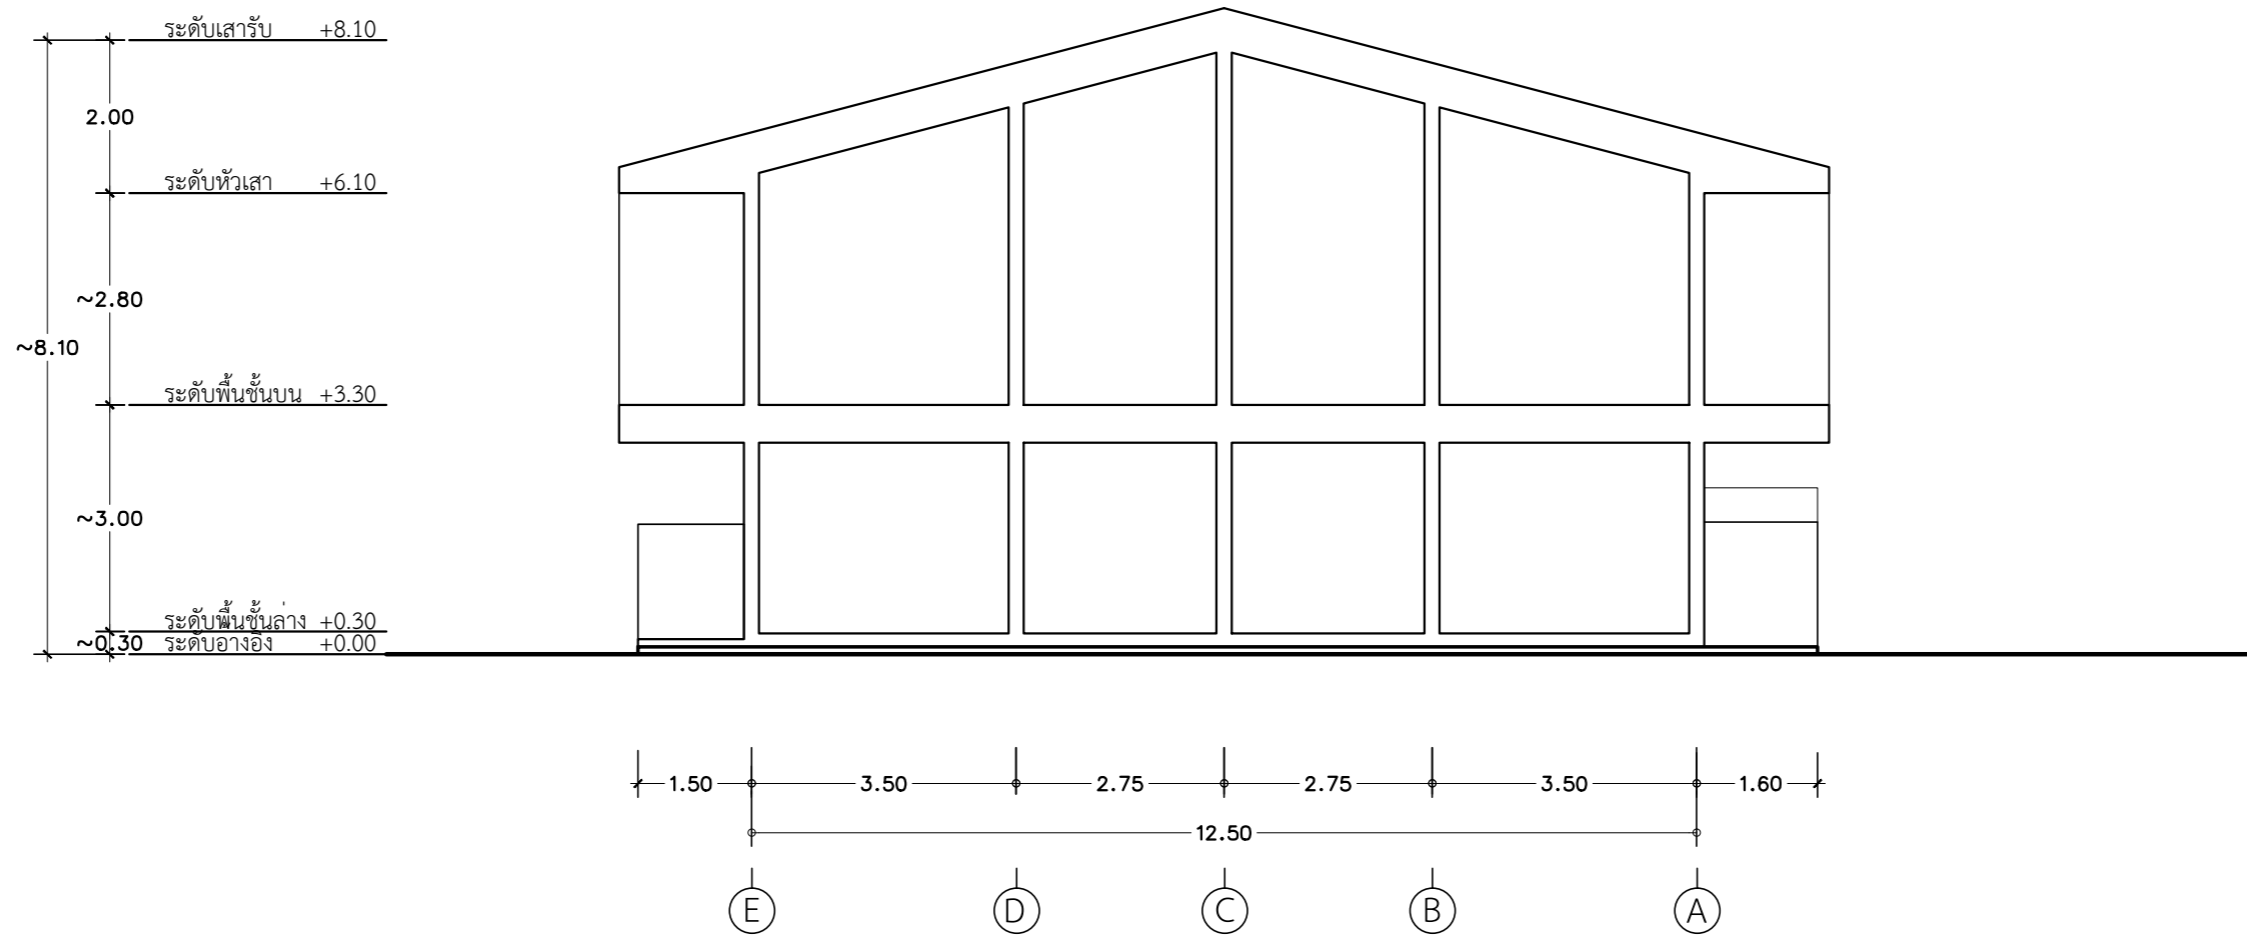 ระดับเสารับ +8.10
2.00
ระดับหัวเสา +6.10
~2.80
~8.10
ระดับพื้นชั้นบน +3.30
~3.00
ระดับพื้นชั้นล่าง +0.30
~0.30 ระดับอ้างอิง +0.00
1.50 3.50 2.75 2.75 3.50 1.60
12.50
E D C B A